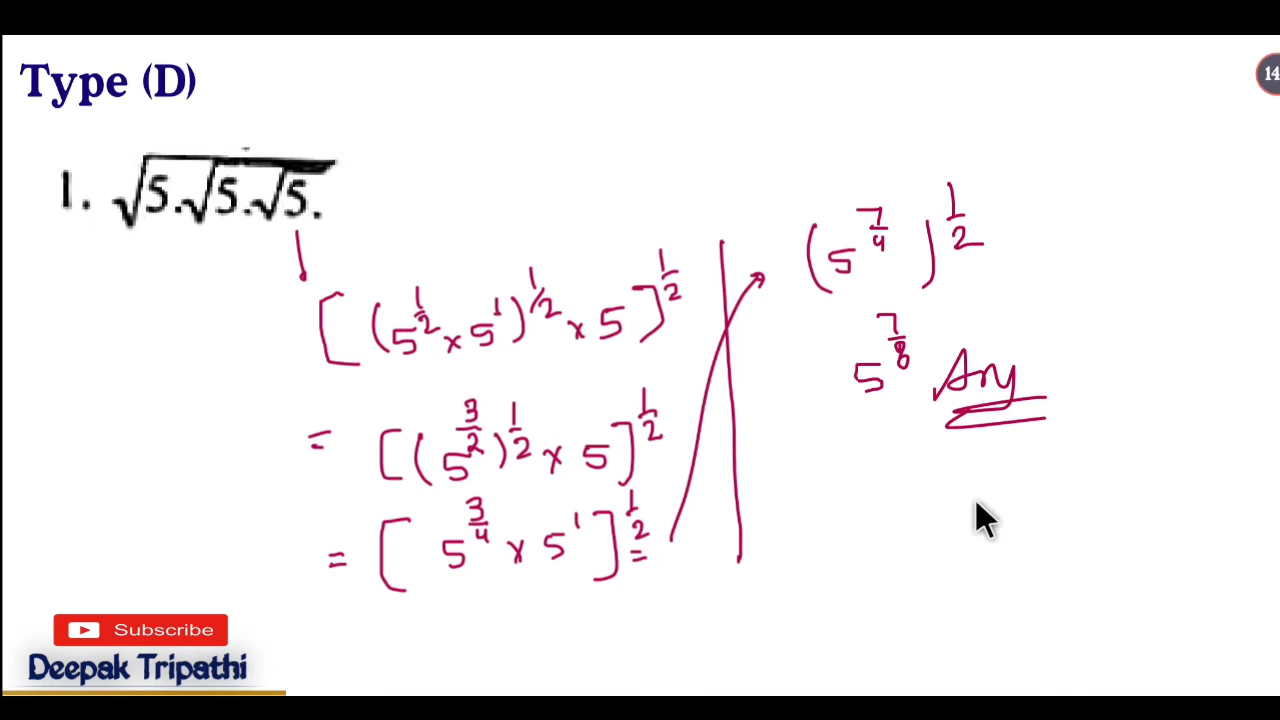 Type (D)
14
1. √5.√5.√5.
[(5^1/2 × 5^1)^1/2 × 5]^1/2
= [(5^3/2)^1/2 × 5]^1/2
= [5^3/4 × 5^1]^1/2 =
(5^7/4)^1/2
5^7/8 Ans
Subscribe
Deepak Tripathi